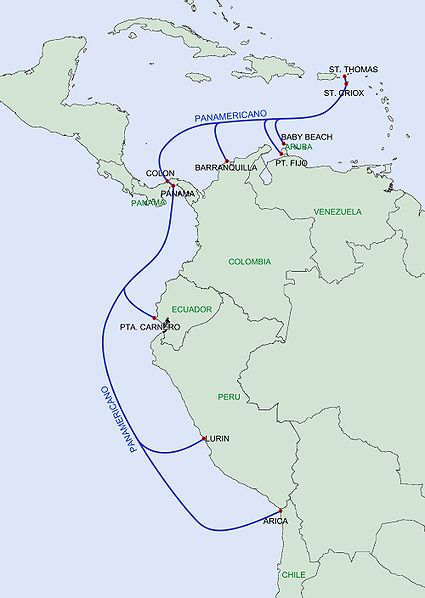 ST. THOMAS
ST. CRIOX
PANAMERICANO
BABY BEACH
ARUBA
PT. FIJO
BARRANQUILLA
COLON
PANAMA
PANAMA
VENEZUELA
COLOMBIA
ECUADOR
PTA. CARNERO
PERU
PANAMERICANO
LURIN
ARICA
CHILE